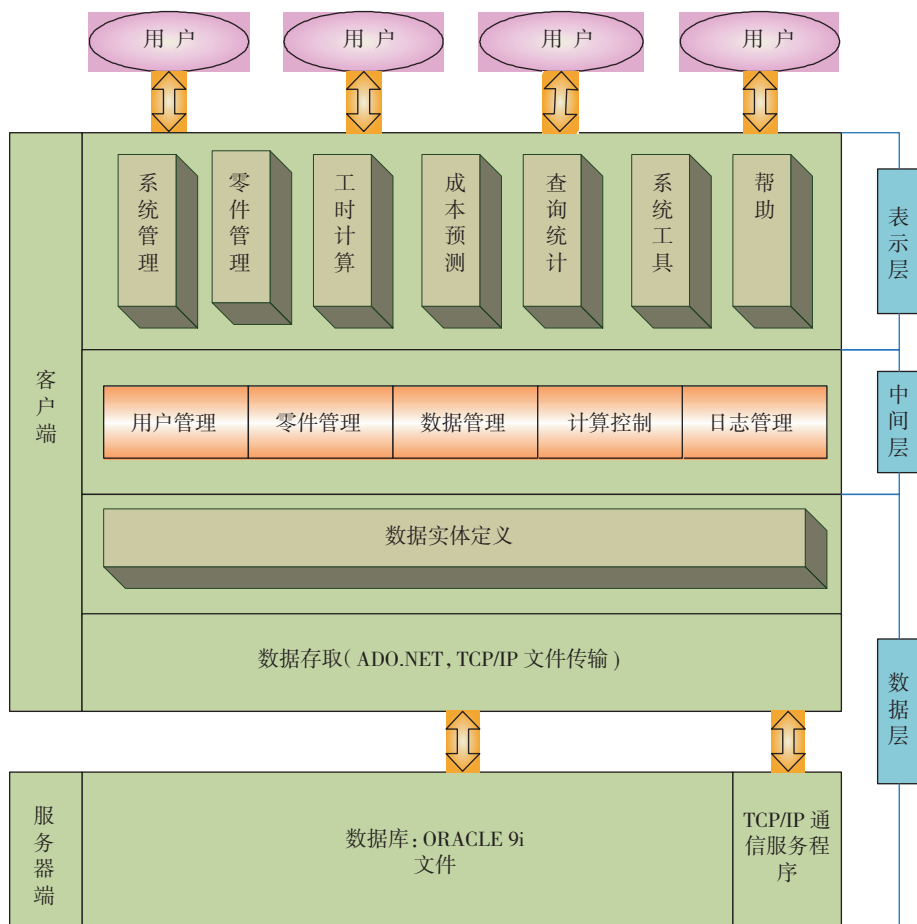 用户
用户
用户
用户
系统管理
零件管理
工时计算
成本预测
查询统计
系统工具
帮助
表示层
客户端
用户管理
零件管理
数据管理
计算控制
日志管理
中间层
数据实体定义
数据存取(ADO.NET,TCP/IP 文件传输)
数据层
服务器端
数据库:ORACLE 9i
文件
TCP/IP 通
信服务程
序